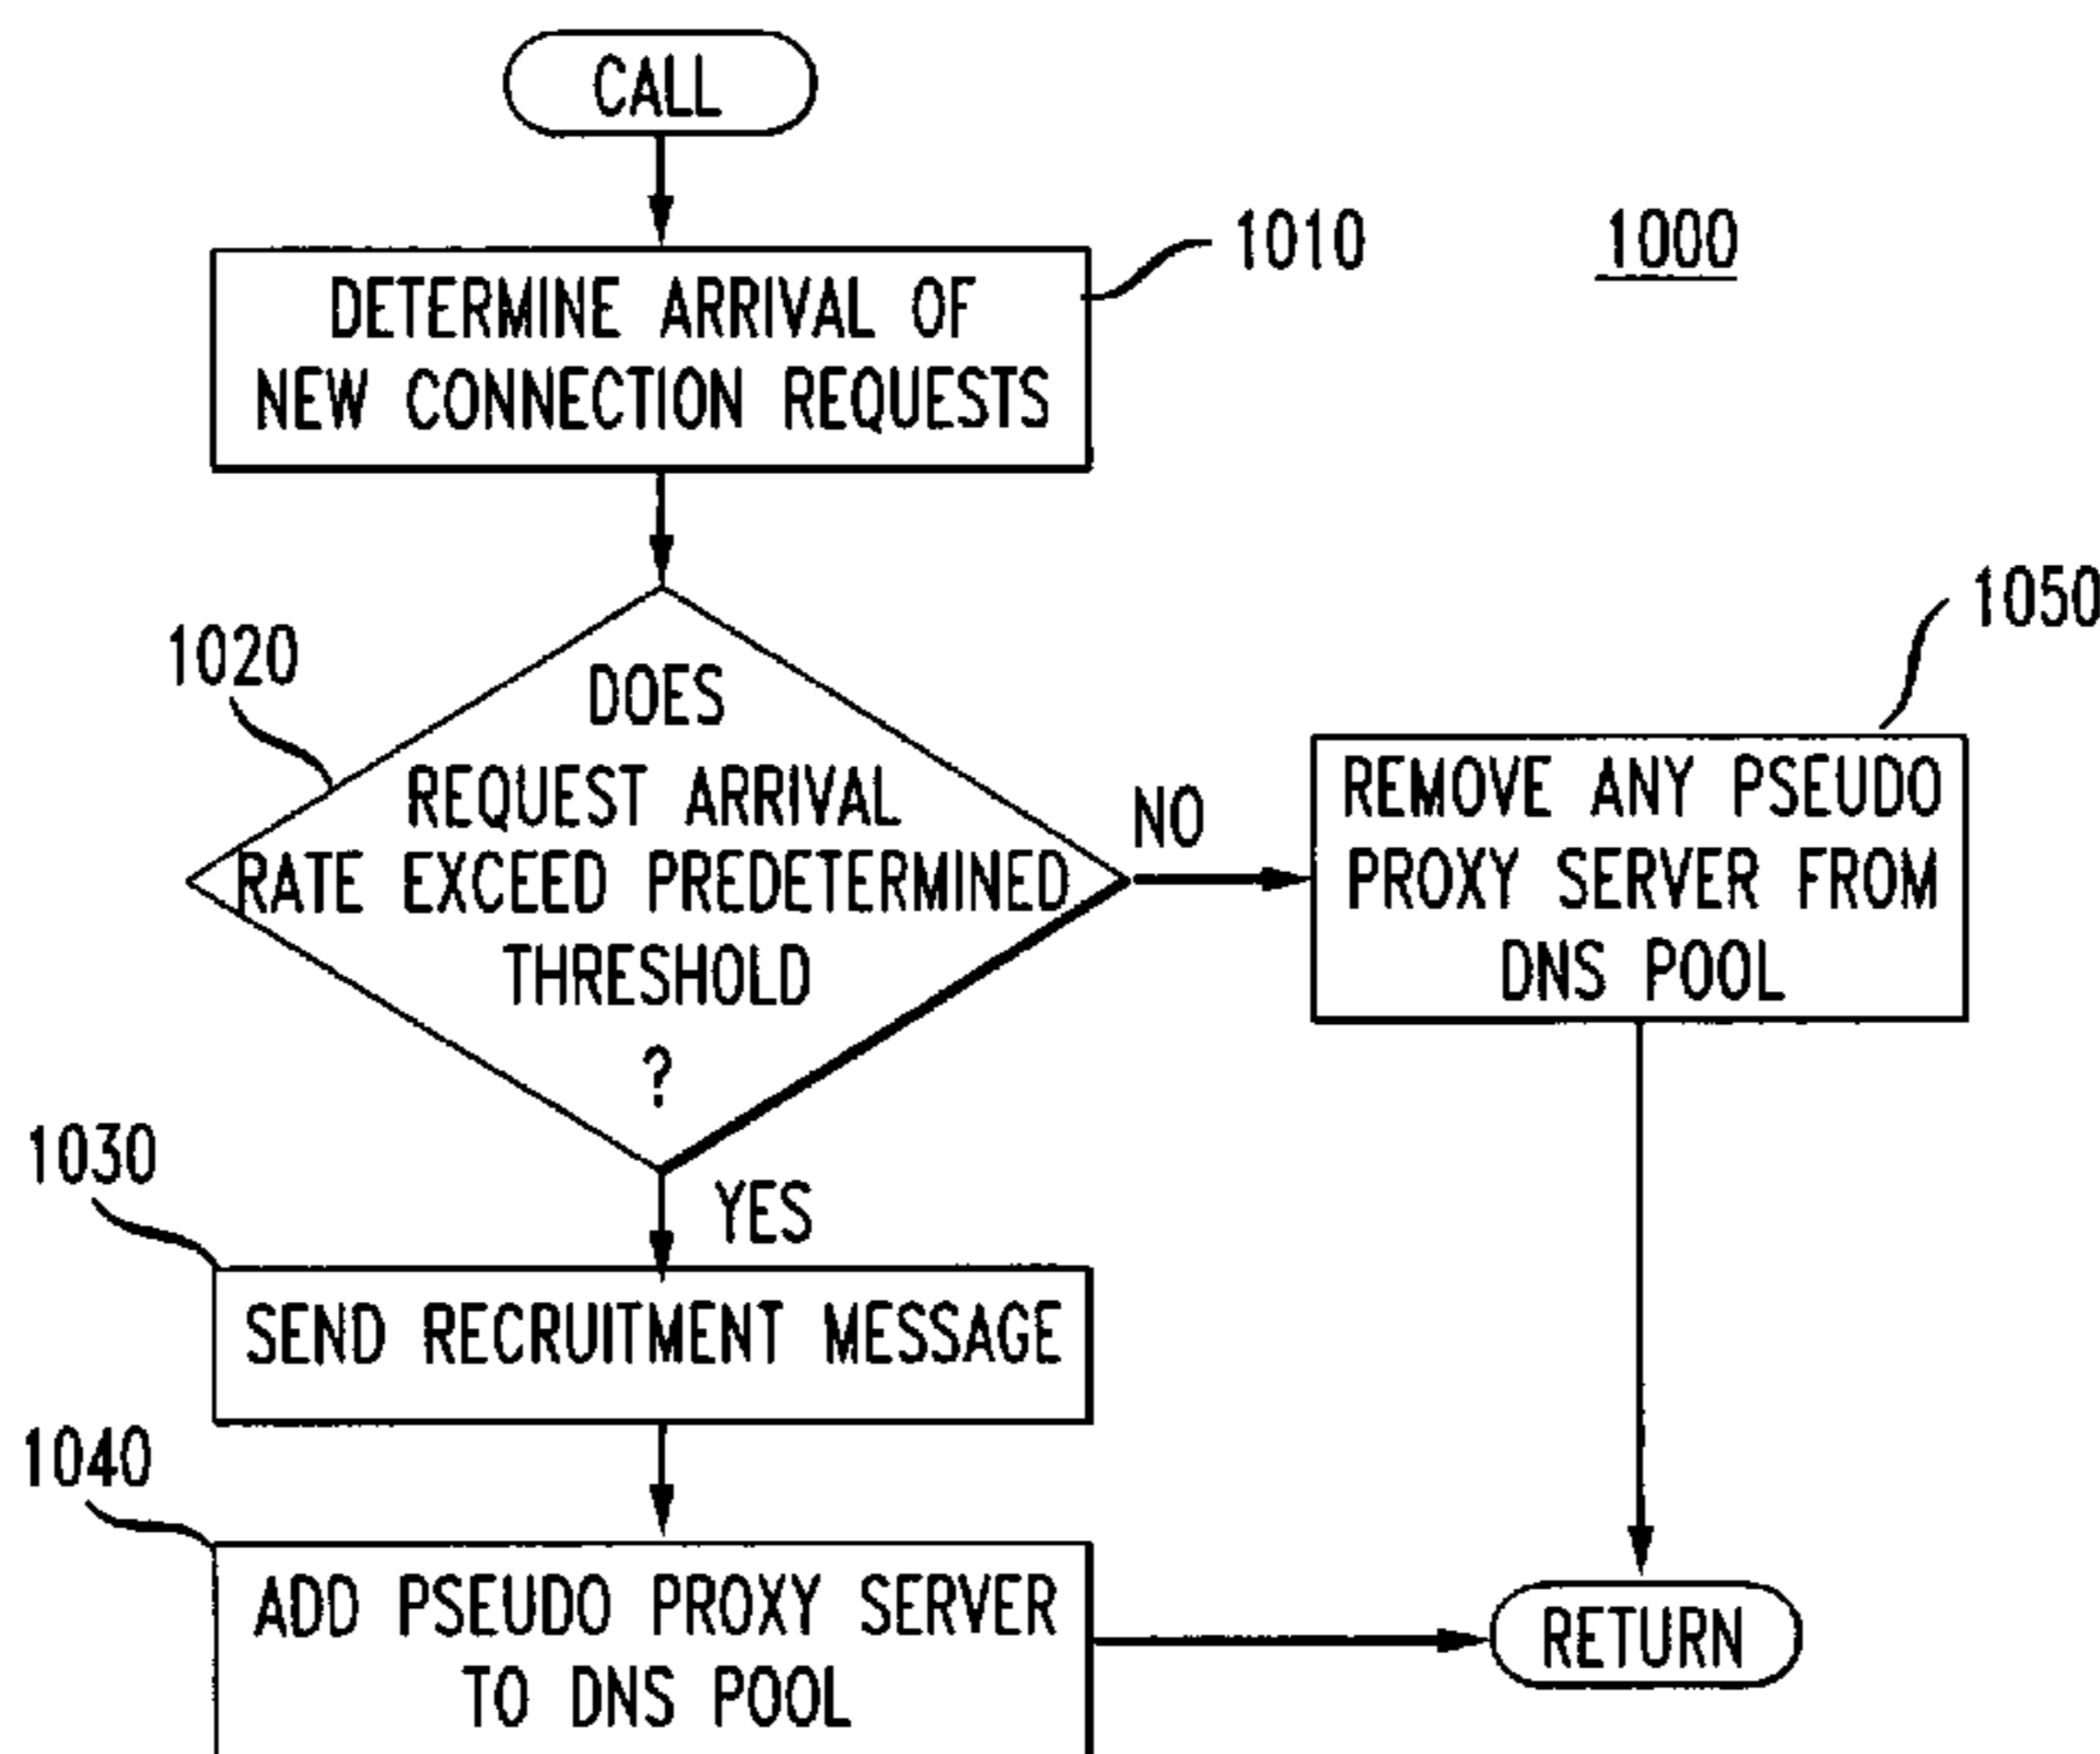 CALL
1010
1000
DETERMINE ARRIVAL OF
NEW CONNECTION REQUESTS
1020
DOES
REQUEST ARRIVAL
RATE EXCEED PREDETERMINED
THRESHOLD
?
NO
1050
REMOVE ANY PSEUDO
PROXY SERVER FROM
DNS POOL
YES
1030
SEND RECRUITMENT MESSAGE
1040
ADD PSEUDO PROXY SERVER
TO DNS POOL
RETURN